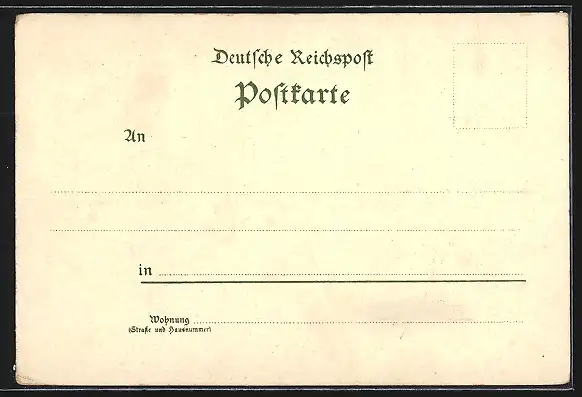 Deutſche Reichspoſt
Poſtkarte
An
in
Wohnung
(Straße und Hausnummer)